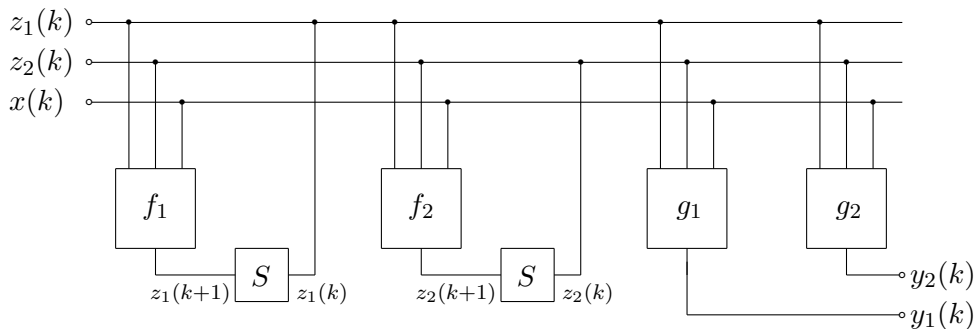 z₁(k)
z₂(k)
x(k)
f₁ f₂ g₁ g₂
S S y₂(k)
z₁(k+1) z₁(k) z₂(k+1) z₂(k)
y₁(k)